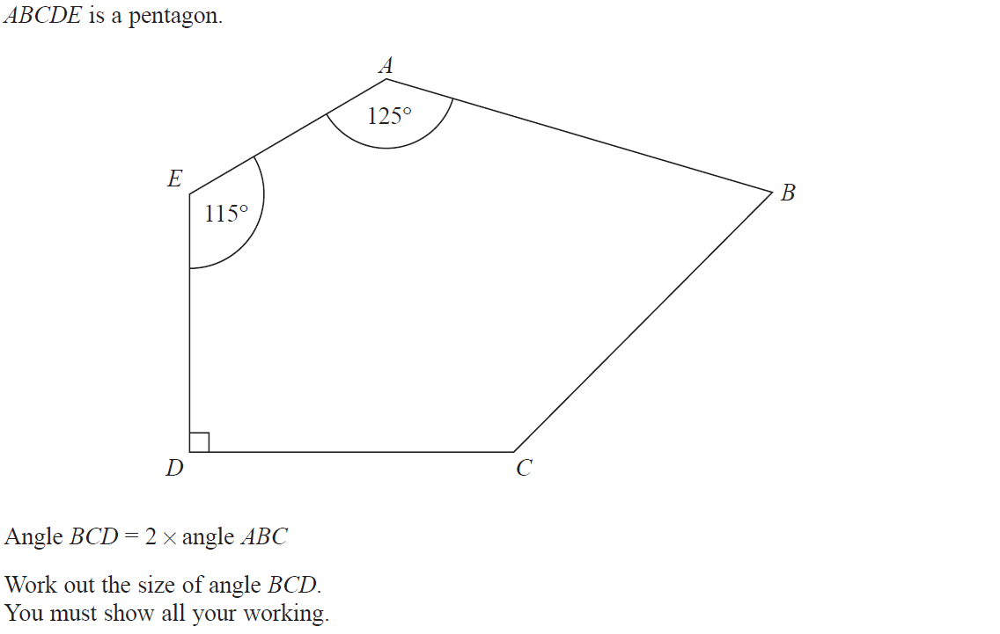 ABCDE is a pentagon.
A
125°
E
B
115°
D
C
Angle BCD = 2 × angle ABC
Work out the size of angle BCD.
You must show all your working.